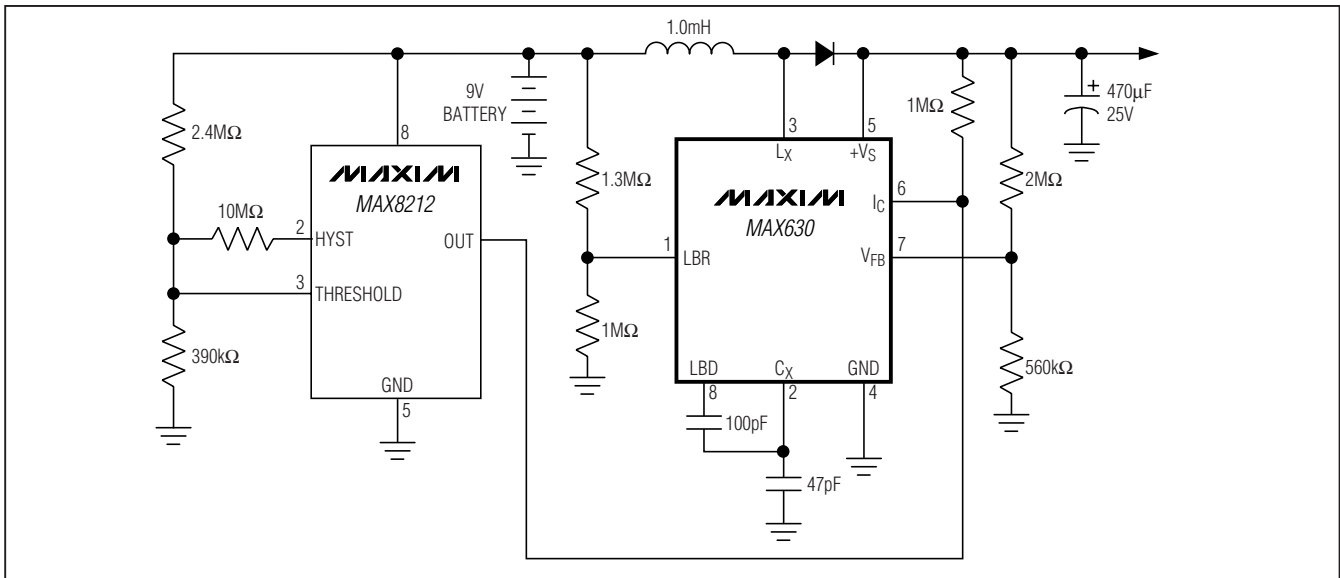 1.0mH
9V
BATTERY
470µF
25V
+
1MΩ
2.4MΩ
8
3
5
LX
+VS
MAXIM
MAX8212
1.3MΩ
MAXIM
MAX630
6
IC
2MΩ
10MΩ
2
HYST
OUT
1
LBR
7
VFB
3
THRESHOLD
1MΩ
390kΩ
GND
5
LBD
CX
GND
8
2
4
560kΩ
100pF
47pF